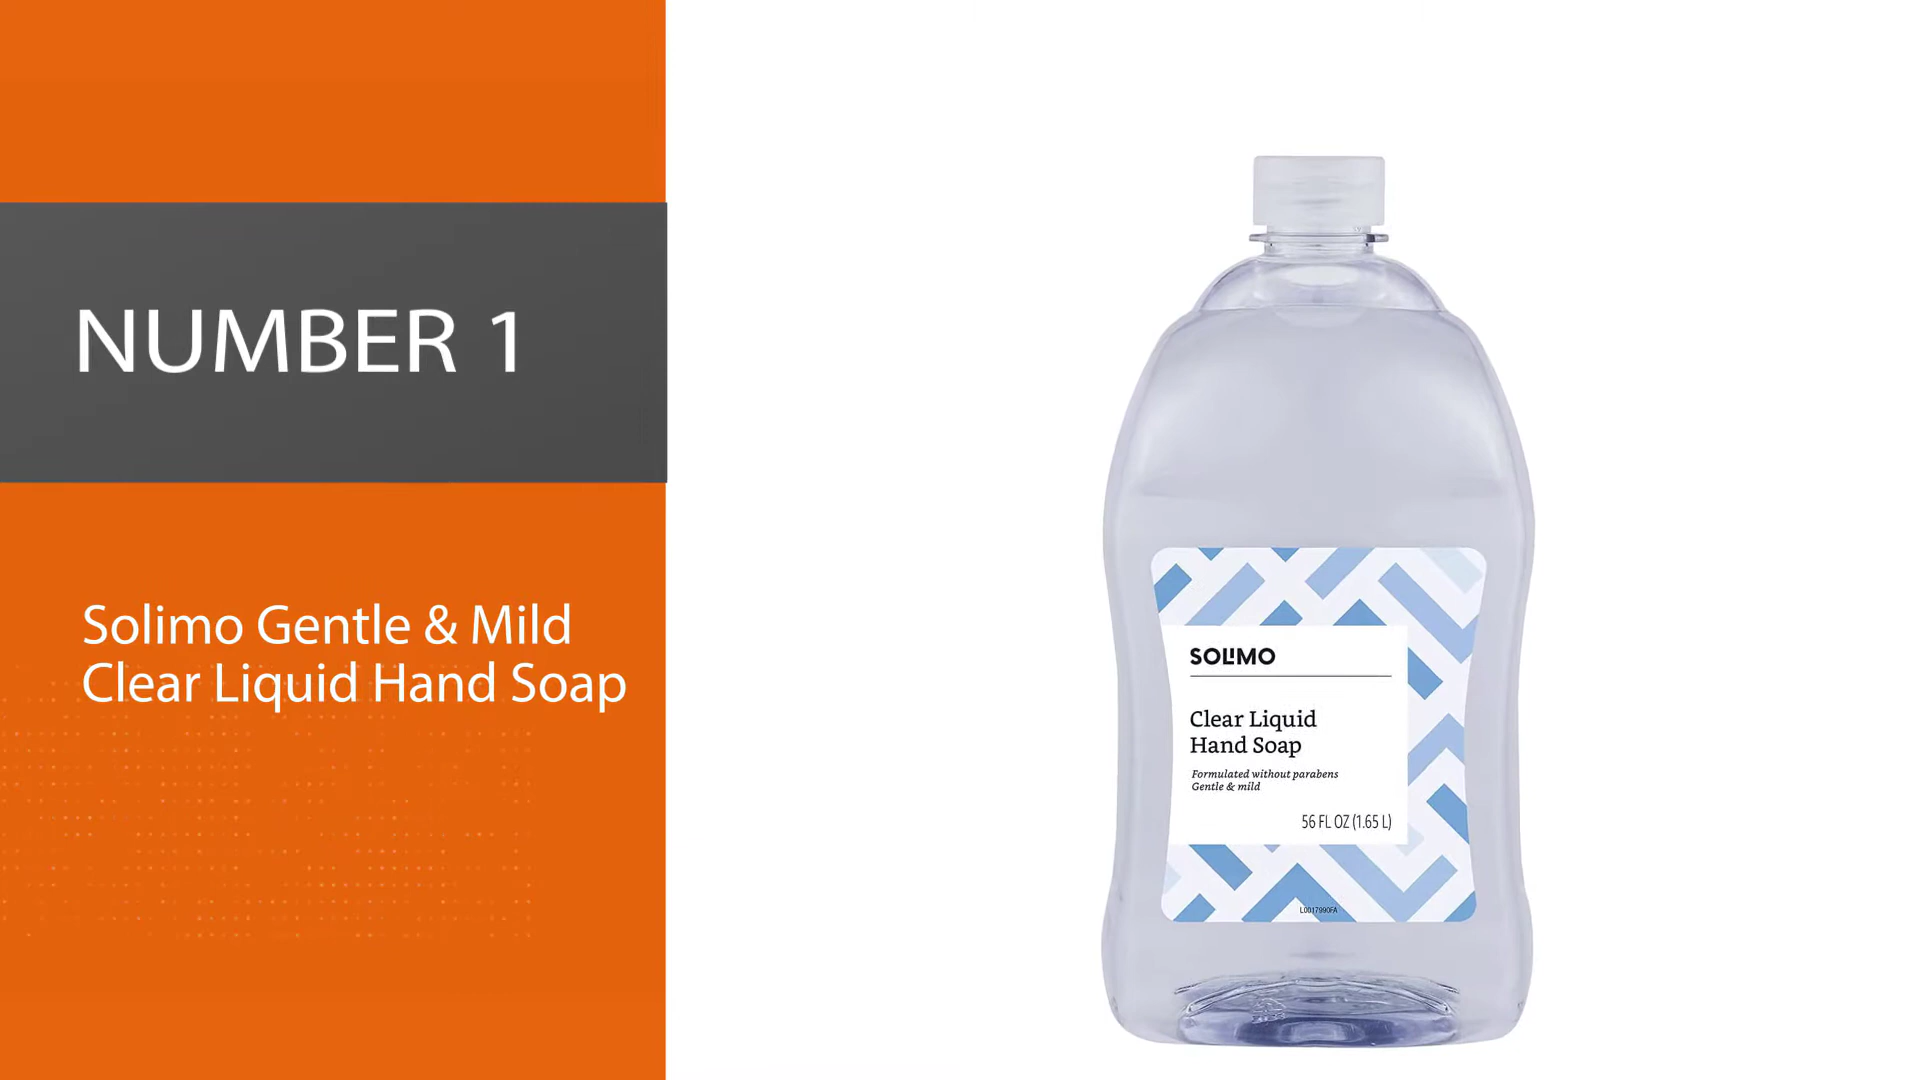 NUMBER 1
Solimo Gentle & Mild
Clear Liquid Hand Soap
SOLIMO
Clear Liquid
Hand Soap
Formulated without parabens
Gentle & mild
56 FL OZ (1.65 L)
L0017990FA